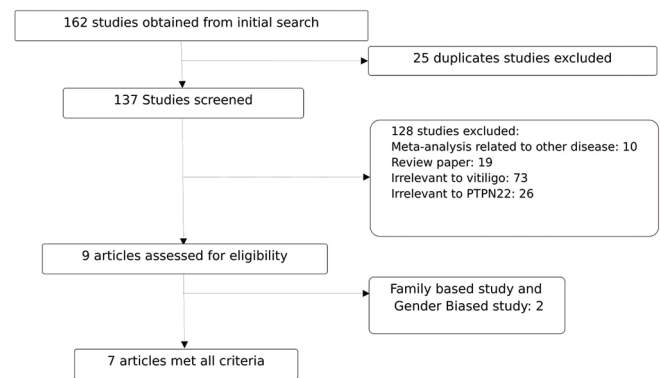 162 studies obtained from initial search
25 duplicates studies excluded
137 Studies screened
128 studies excluded:
Meta-analysis related to other disease: 10
Review paper: 19
Irrelevant to vitiligo: 73
Irrelevant to PTPN22: 26
9 articles assessed for eligibility
Family based study and
Gender Biased study: 2
7 articles met all criteria